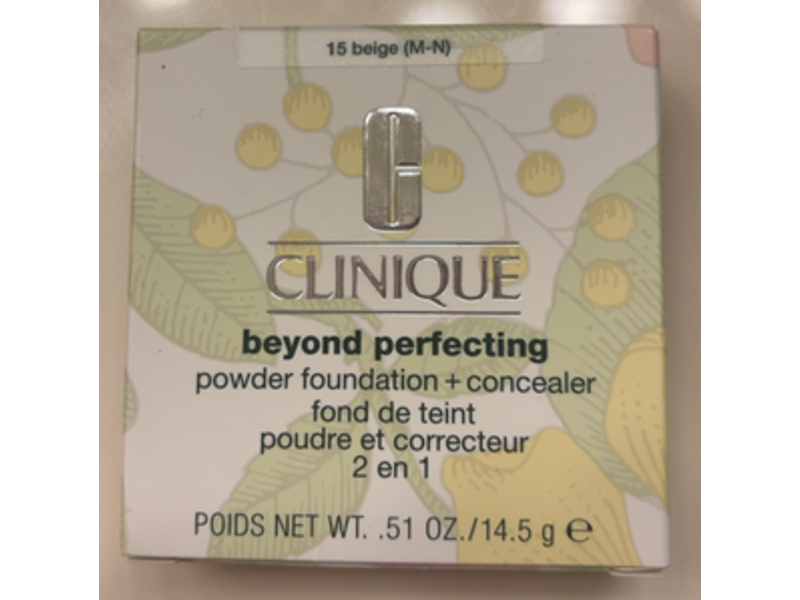 15 beige (M-N)
CLINIQUE
beyond perfecting
powder foundation + concealer
fond de teint
poudre et correcteur
2 en 1
POIDS NET WT. .51 OZ./14.5 g ℮